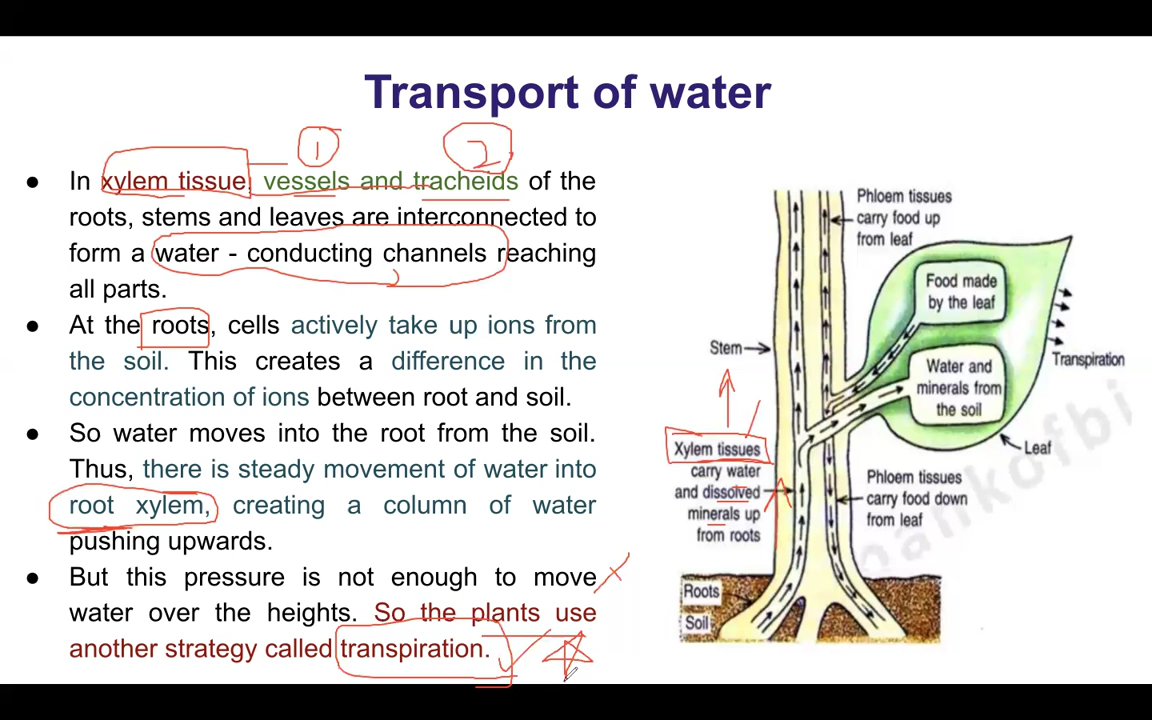 Transport of water
1
2
● In xylem tissue, vessels and tracheids of the
roots, stems and leaves are interconnected to
form a water - conducting channels reaching
all parts.
● At the roots, cells actively take up ions from
the soil. This creates a difference in the
concentration of ions between root and soil.
● So water moves into the root from the soil.
Thus, there is steady movement of water into
root xylem, creating a column of water
pushing upwards.
● But this pressure is not enough to move
water over the heights. So the plants use
another strategy called transpiration.
Phloem tissues
carry food up
from leaf
Food made
by the leaf
Stem
Transpiration
Water and
minerals from
the soil
Xylem tissues
carry water
and dissolved
minerals up
from roots
Leaf
Phloem tissues
carry food down
from leaf
Roots
Soil